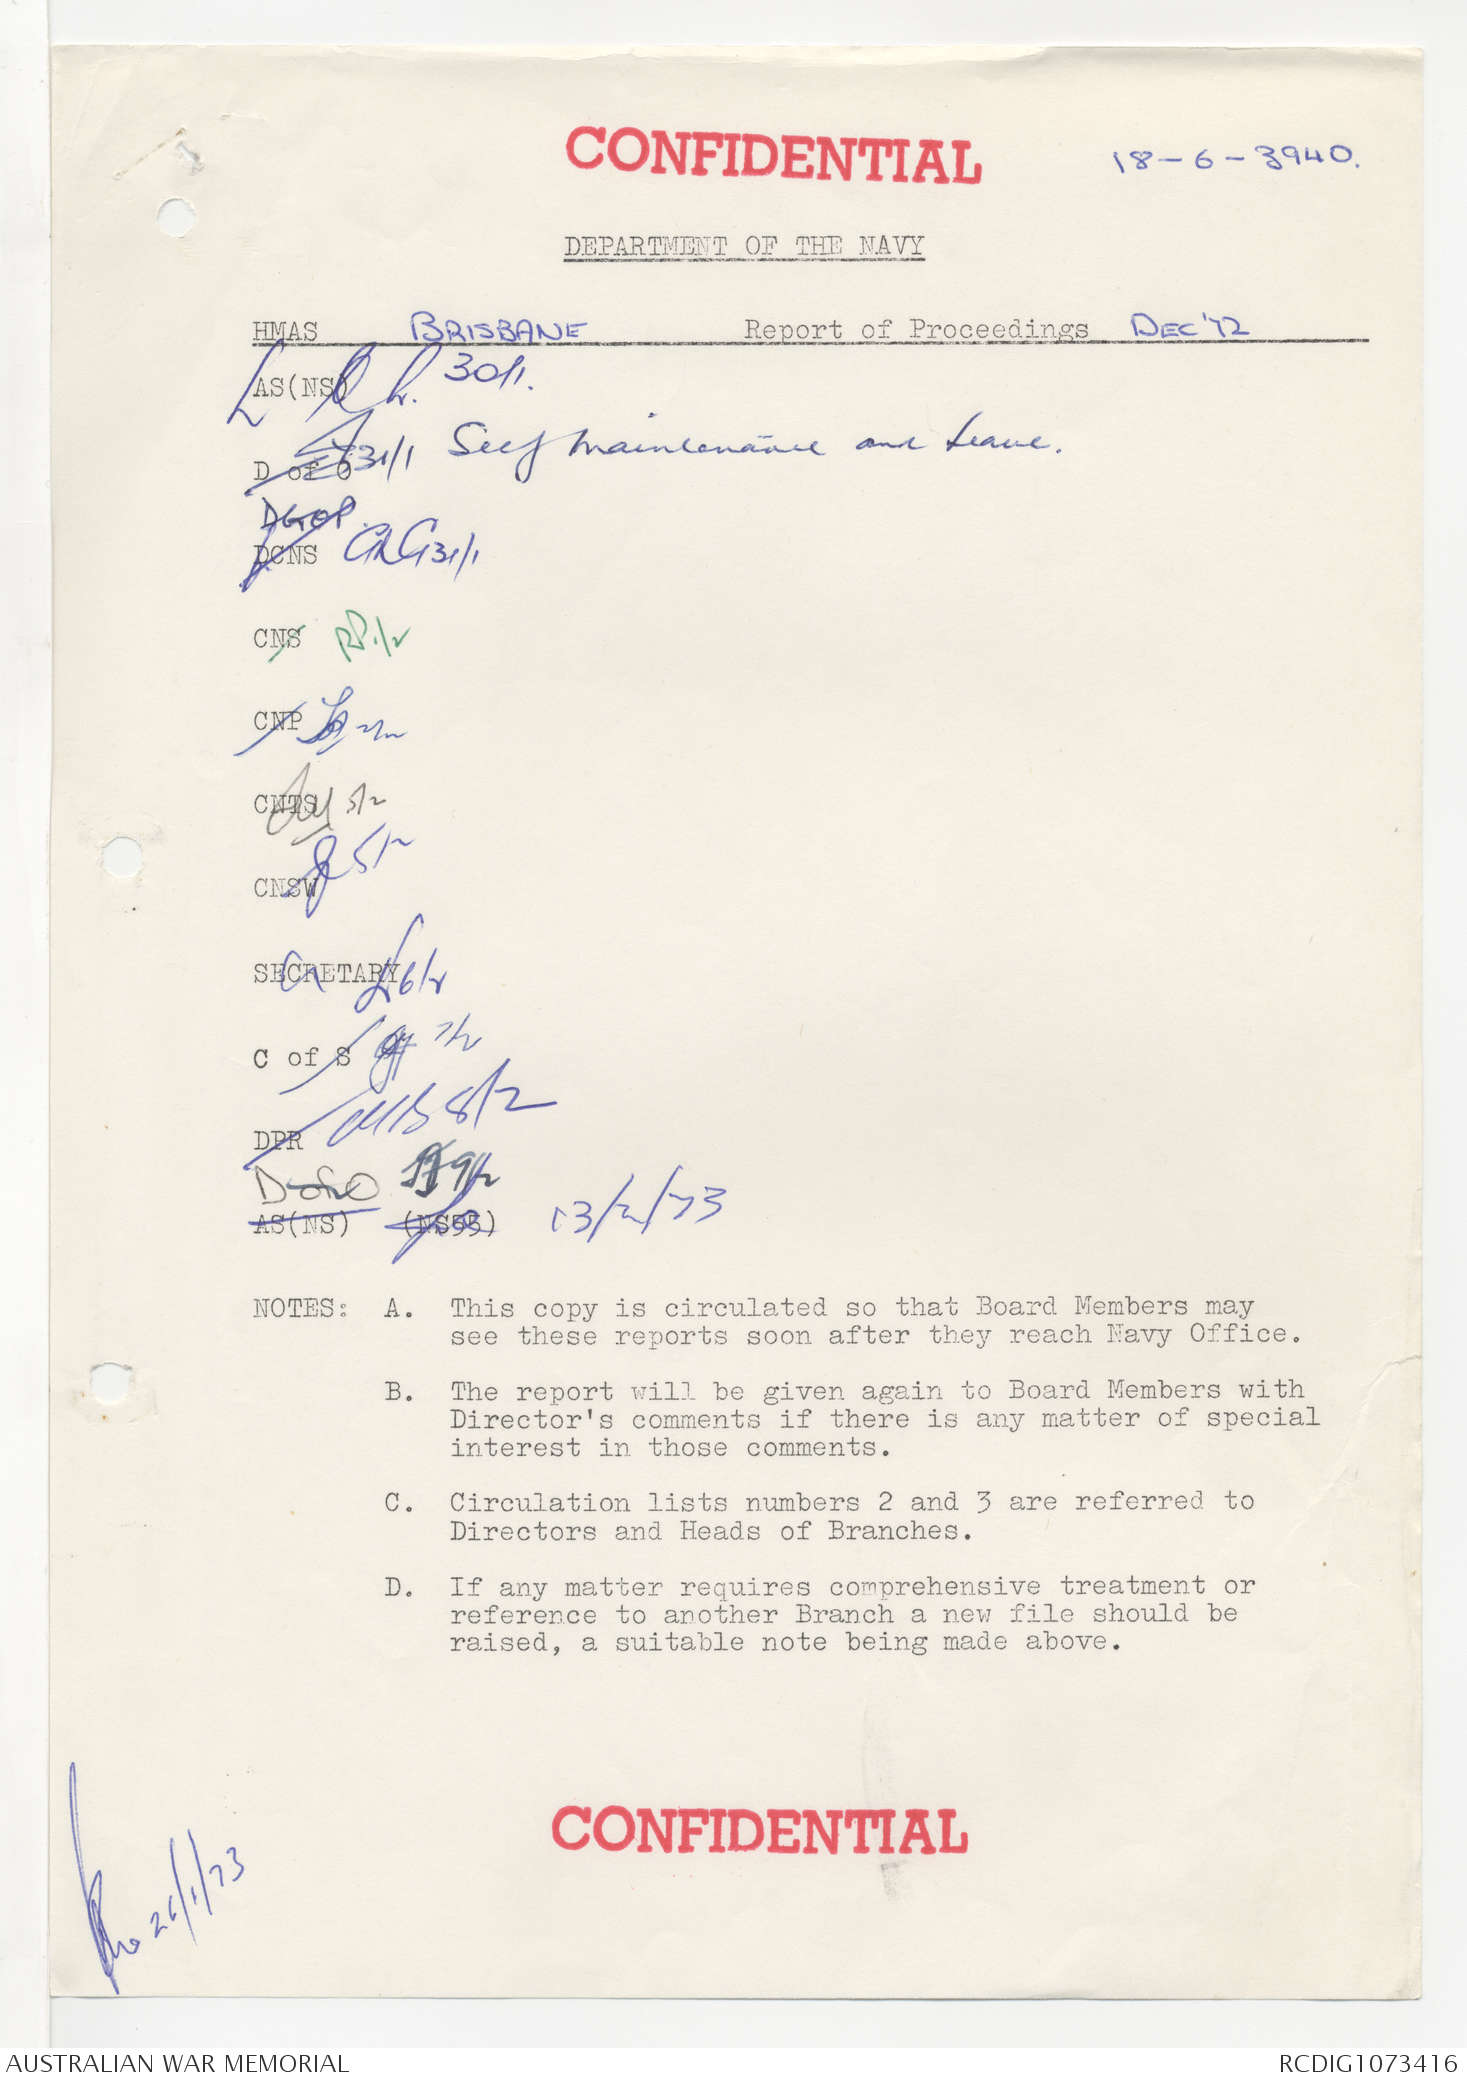 CONFIDENTIAL
18-6-3940.
DEPARTMENT OF THE NAVY
HMAS BRISBANE Report of Proceedings DEC '72
AS(NS) 30/1.
D of O 31/1 Self maintenance and leave.
DGOP
DCNS 31/1
CNS 1/2
CNP
CNTS 5/2
CNSW 5/2
SECRETARY 6/2
C of S 7/2
DPR 8/2
D of O 9/2
AS(NS) (NS55) 13/2/73
NOTES: A. This copy is circulated so that Board Members may
see these reports soon after they reach Navy Office.
B. The report will be given again to Board Members with
Director's comments if there is any matter of special
interest in those comments.
C. Circulation lists numbers 2 and 3 are referred to
Directors and Heads of Branches.
D. If any matter requires comprehensive treatment or
reference to another Branch a new file should be
raised, a suitable note being made above.
CONFIDENTIAL
26/1/73
AUSTRALIAN WAR MEMORIAL
RCDIG1073416